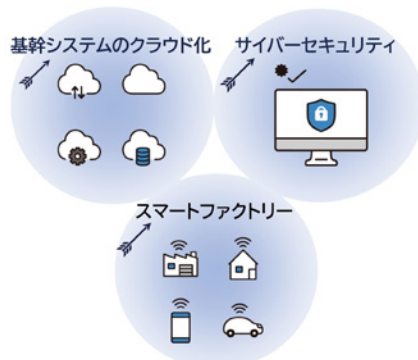 基幹システムのクラウド化
サイバーセキュリティ
スマートファクトリー